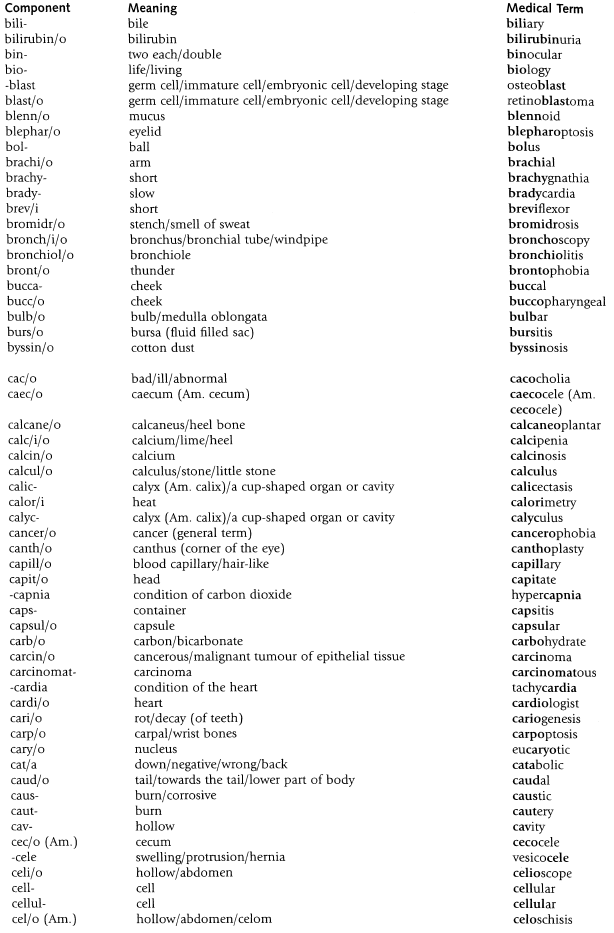 Component Meaning Medical Term
bili- bile biliary
bilirubin/o bilirubin bilirubinuria
bin- two each/double binocular
bio- life/living biology
-blast germ cell/immature cell/embryonic cell/developing stage osteoblast
blast/o germ cell/immature cell/embryonic cell/developing stage retinoblastoma
blenn/o mucus blennoid
blephar/o eyelid blepharoptosis
bol- ball bolus
brachi/o arm brachial
brachy- short brachygnathia
brady- slow bradycardia
brev/i short breviflexor
bromidr/o stench/smell of sweat bromidrosis
bronch/i/o bronchus/bronchial tube/windpipe bronchoscopy
bronchiol/o bronchiole bronchiolitis
bront/o thunder brontophobia
bucca- cheek buccal
bucc/o cheek buccopharyngeal
bulb/o bulb/medulla oblongata bulbar
burs/o bursa (fluid filled sac) bursitis
byssin/o cotton dust byssinosis
cac/o bad/ill/abnormal cacocholia
caec/o caecum (Am. cecum) caecocele (Am.
cecocele)
calcane/o calcaneus/heel bone calcaneoplantar
calc/i/o calcium/lime/heel calcipenia
calcin/o calcium calcinosis
calcul/o calculus/stone/little stone calculus
calic- calyx (Am. calix)/a cup-shaped organ or cavity calicectasis
calor/i heat calorimetry
calyc- calyx (Am. calix)/a cup-shaped organ or cavity calyculus
cancer/o cancer (general term) cancerophobia
canth/o canthus (corner of the eye) canthoplasty
capill/o blood capillary/hair-like capillary
capit/o head capitate
-capnia condition of carbon dioxide hypercapnia
caps- container capsitis
capsul/o capsule capsular
carb/o carbon/bicarbonate carbohydrate
carcin/o cancerous/malignant tumour of epithelial tissue carcinoma
carcinomat- carcinoma carcinomatous
-cardia condition of the heart tachycardia
cardi/o heart cardiologist
cari/o rot/decay (of teeth) cariogenesis
carp/o carpal/wrist bones carpoptosis
cary/o nucleus eucaryotic
cat/a down/negative/wrong/back catabolic
caud/o tail/towards the tail/lower part of body caudal
caus- burn/corrosive caustic
caut- burn cautery
cav- hollow cavity
cec/o (Am.) cecum cecocele
-cele swelling/protrusion/hernia vesicocele
celi/o hollow/abdomen celioscope
cell- cell cellular
cellul- cell cellular
cel/o (Am.) hollow/abdomen/celom celoschisis